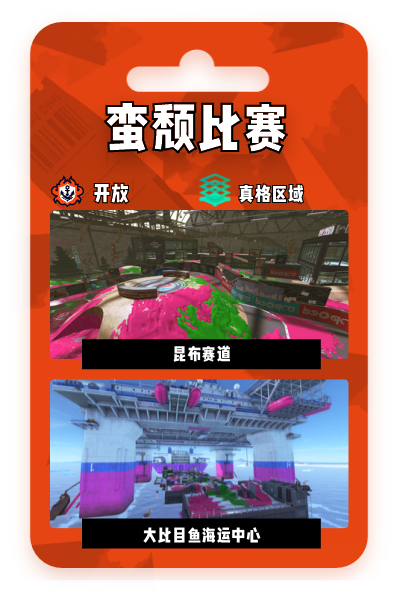 蛮颓比赛
开放
真格区域
昆布赛道
大比目鱼海运中心